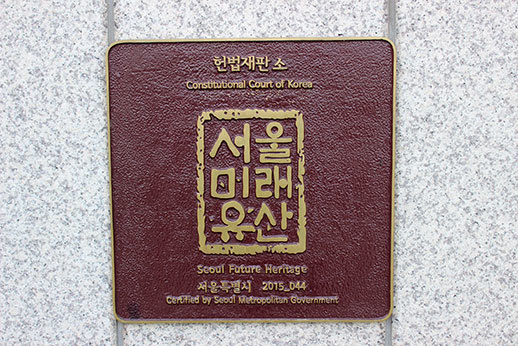 헌법재판 소
Constitutional Court of Korea
서울
미래
유산
Seoul Future Heritage
서울특별시 2015_044
Certified by Seoul Metropolitan Government